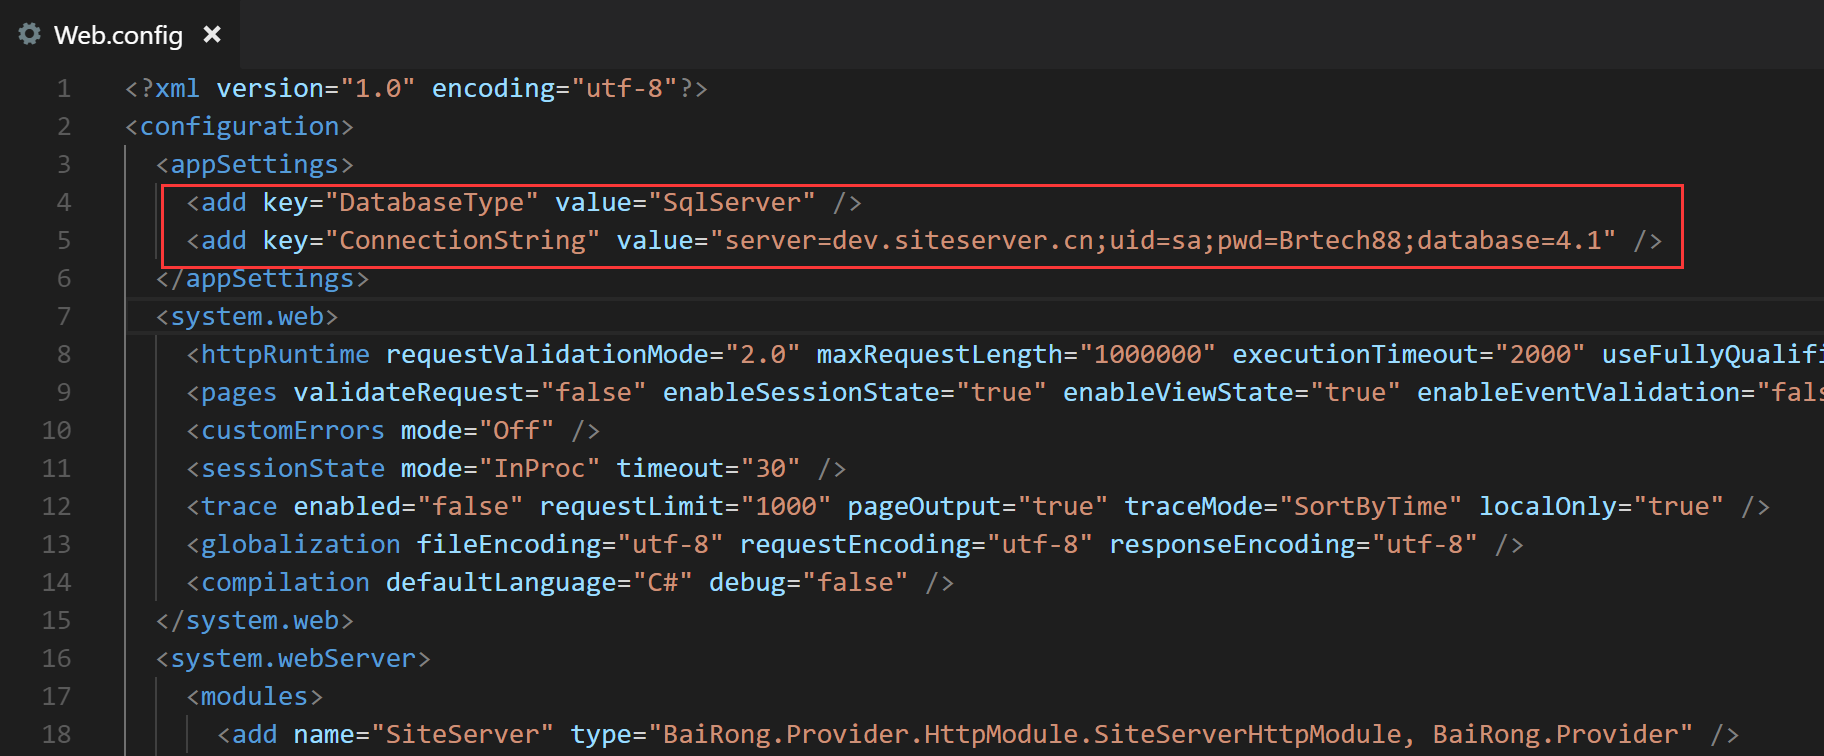 Web.config
1 <?xml version="1.0" encoding="utf-8"?>
2 <configuration>
3 <appSettings>
4 <add key="DatabaseType" value="SqlServer" />
5 <add key="ConnectionString" value="server=dev.siteserver.cn;uid=sa;pwd=Brtech88;database=4.1" />
6 </appSettings>
7 <system.web>
8 <httpRuntime requestValidationMode="2.0" maxRequestLength="1000000" executionTimeout="2000" useFullyQualifi
9 <pages validateRequest="false" enableSessionState="true" enableViewState="true" enableEventValidation="fals
10 <customErrors mode="Off" />
11 <sessionState mode="InProc" timeout="30" />
12 <trace enabled="false" requestLimit="1000" pageOutput="true" traceMode="SortByTime" localOnly="true" />
13 <globalization fileEncoding="utf-8" requestEncoding="utf-8" responseEncoding="utf-8" />
14 <compilation defaultLanguage="C#" debug="false" />
15 </system.web>
16 <system.webServer>
17 <modules>
18 <add name="SiteServer" type="BaiRong.Provider.HttpModule.SiteServerHttpModule, BaiRong.Provider" />